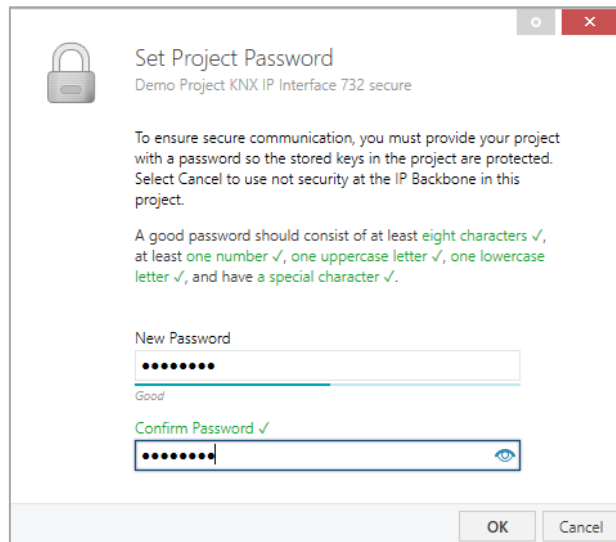 Set Project Password
Demo Project KNX IP Interface 732 secure
To ensure secure communication, you must provide your project
with a password so the stored keys in the project are protected.
Select Cancel to use not security at the IP Backbone in this
project.
A good password should consist of at least eight characters ✓,
at least one number ✓, one uppercase letter ✓, one lowercase
letter ✓, and have a special character ✓.
New Password
●●●●●●●●
Good
Confirm Password ✓
●●●●●●●●
OK Cancel